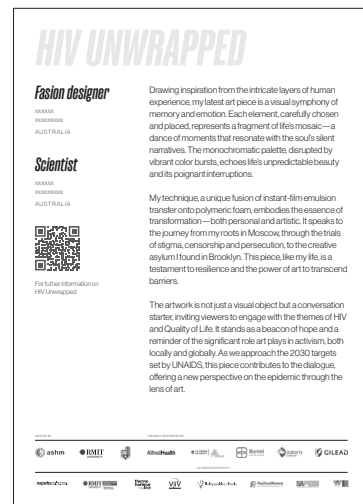 HIV UNWRAPPED
Fasion designer
xxxxxx
xxxxxxxxx
AUSTRALIA
Scientist
xxxxxx
xxxxxxxxx
AUSTRALIA
For futher information on
HIV Unwrapped
Drawing inspiration from the intricate layers of human
experience, my latest art piece is a visual symphony of
memory and emotion. Each element, carefully chosen
and placed, represents a fragment of life's mosaic—a
dance of moments that resonate with the soul's silent
narratives. The monochromatic palette, disrupted by
vibrant color bursts, echoes life's unpredictable beauty
and its poignant interruptions.
My technique, a unique fusion of instant-film emulsion
transfer onto polymeric foam, embodies the essence of
transformation—both personal and artistic. It speaks to
the journey from my roots in Moscow, through the trials
of stigma, censorship and persecution, to the creative
asylum I found in Brooklyn. This piece, like my life, is a
testament to resilience and the power of art to transcend
barriers.
The artwork is not just a visual object but a conversation
starter, inviting viewers to engage with the themes of HIV
and Quality of Life. It stands as a beacon of hope and a
reminder of the significant role art plays in activism, both
locally and globally. As we approach the 2030 targets
set by UNAIDS, this piece contributes to the dialogue,
offering a new perspective on the epidemic through the
lens of art.
ashm
RMIT
AlfredHealth
Burnet
Doherty
GILEAD
ViiV
PositiveWomen